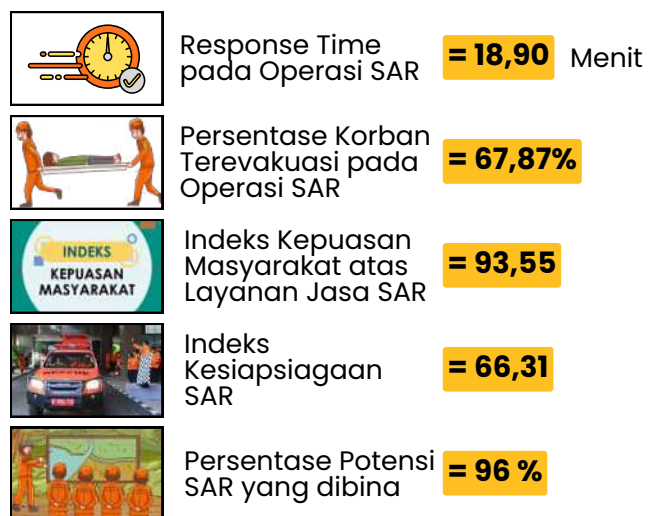 Response Time
pada Operasi SAR
= 18,90 Menit
Persentase Korban
Terevakuasi pada
Operasi SAR
= 67,87%
INDEKS
KEPUASAN
MASYARAKAT
Indeks Kepuasan
Masyarakat atas
Layanan Jasa SAR
= 93,55
Indeks
Kesiapsiagaan
SAR
= 66,31
Persentase Potensi
SAR yang dibina
= 96 %